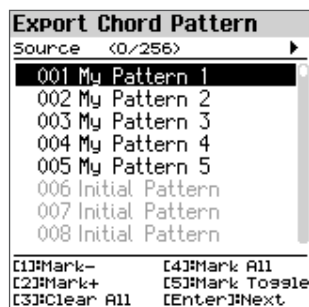 Export Chord Pattern
Source (0/256)
001 My Pattern 1
002 My Pattern 2
003 My Pattern 3
004 My Pattern 4
005 My Pattern 5
006 Initial Pattern
007 Initial Pattern
008 Initial Pattern
[1]:Mark- [4]:Mark All
[2]:Mark+ [5]:Mark Toggle
[3]:Clear All [Enter]:Next